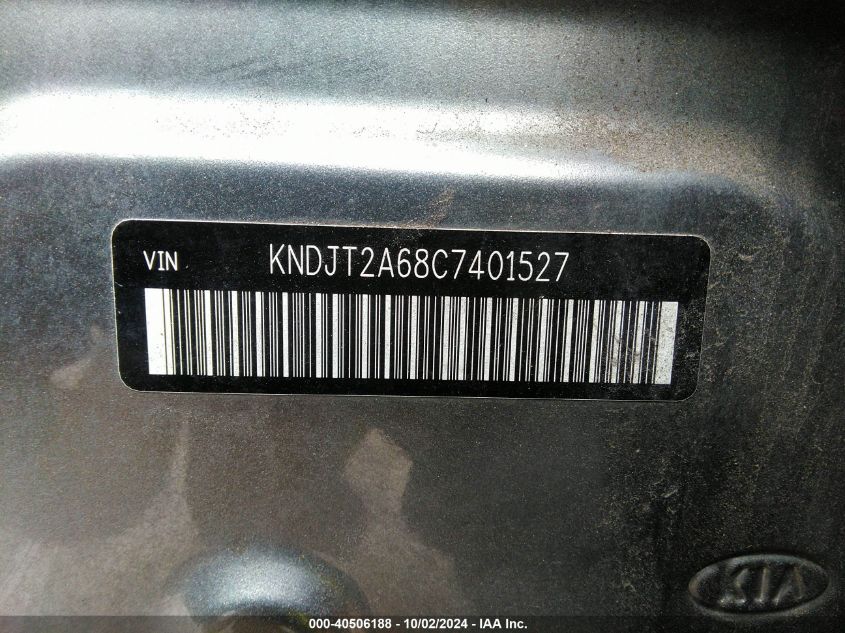 VIN KNDJT2A68C7401527
KIA
000-40506188 - 10/02/2024 - IAA Inc.